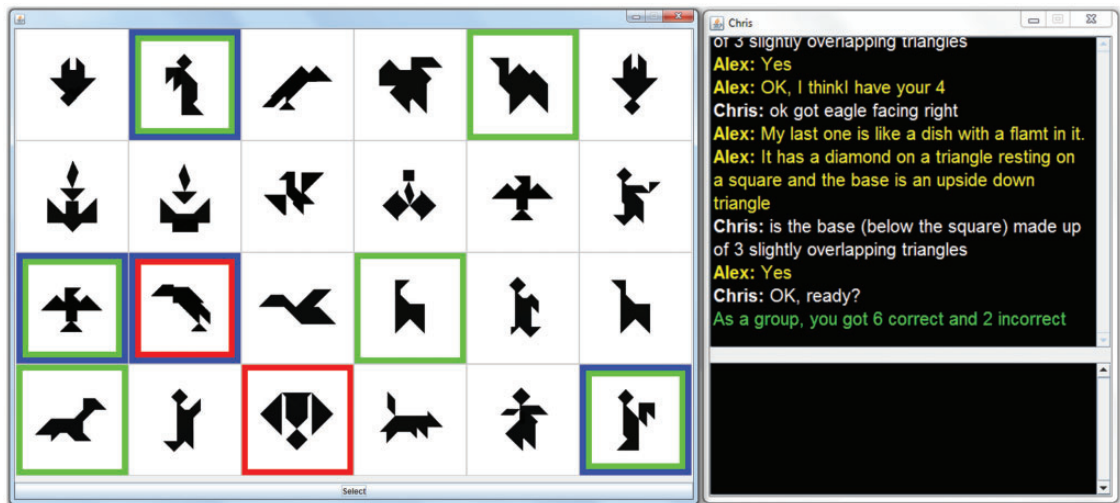 Chris
of 3 slightly overlapping triangles
Alex: Yes
Alex: OK, I thinkI have your 4
Chris: ok got eagle facing right
Alex: My last one is like a dish with a flamt in it.
Alex: It has a diamond on a triangle resting on
a square and the base is an upside down
triangle
Chris: is the base (below the square) made up
of 3 slightly overlapping triangles
Alex: Yes
Chris: OK, ready?
As a group, you got 6 correct and 2 incorrect
Select